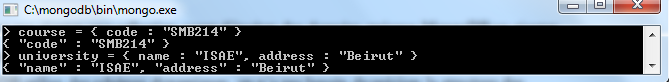 C:\mongodb\bin\mongo.exe
> course = { code : "SMB214" }
{ "code" : "SMB214" }
> university = { name : "ISAE", address : "Beirut" }
{ "name" : "ISAE", "address" : "Beirut" }